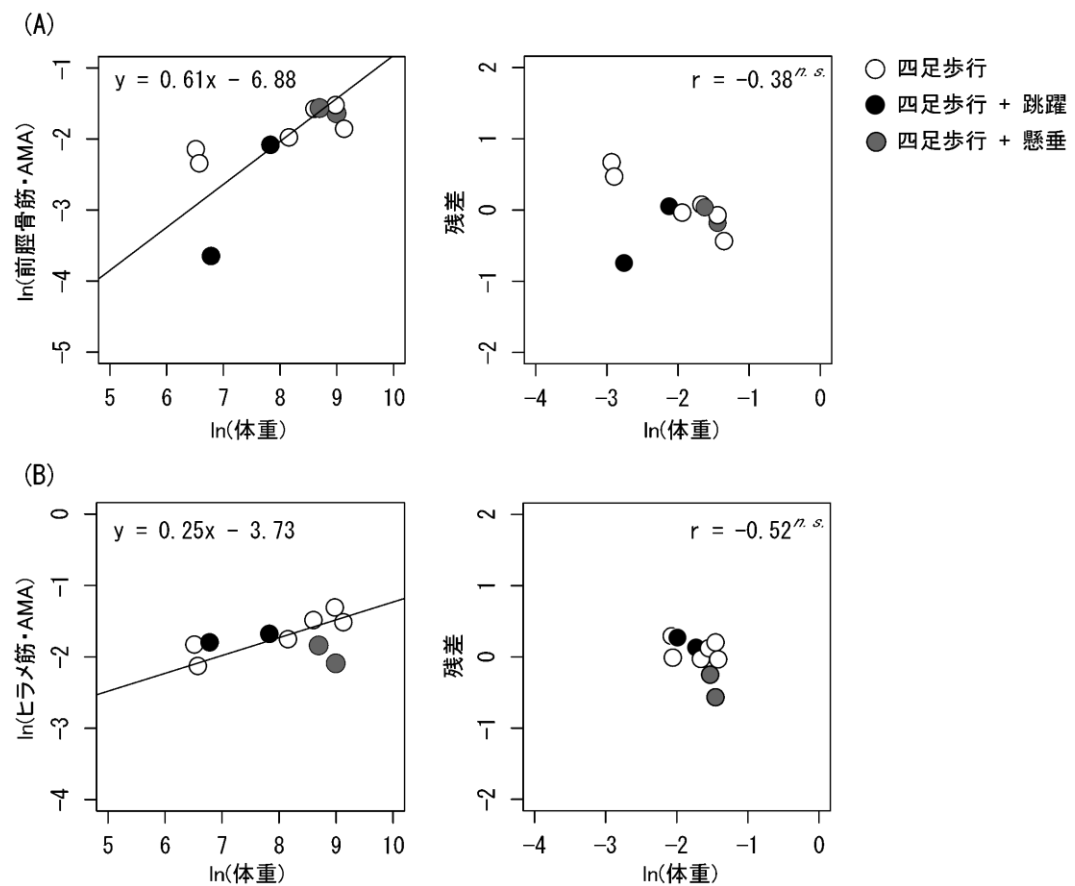 (A)
y = 0.61x - 6.88
ln(前脛骨筋・AMA)
-1
-2
-3
-4
-5
5 6 7 8 9 10
ln(体重)
r = -0.38n.s.
残差
2
1
0
-1
-2
-4 -3 -2 -1 0
ln(体重)
四足歩行
四足歩行 + 跳躍
四足歩行 + 懸垂
(B)
y = 0.25x - 3.73
ln(ヒラメ筋・AMA)
0
-1
-2
-3
-4
5 6 7 8 9 10
ln(体重)
r = -0.52n.s.
残差
2
1
0
-1
-2
-4 -3 -2 -1 0
ln(体重)